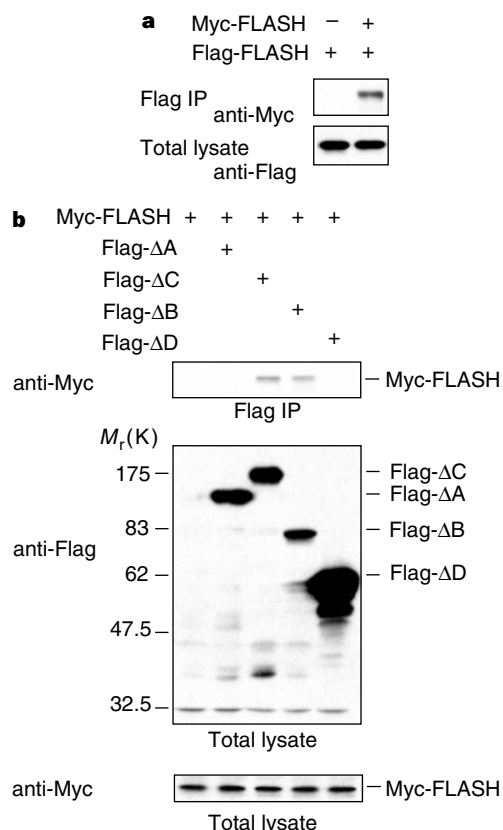 a
Myc-FLASH – +
Flag-FLASH + +
Flag IP
anti-Myc
Total lysate
anti-Flag
b
Myc-FLASH + + + + +
Flag-ΔA +
Flag-ΔC +
Flag-ΔB +
Flag-ΔD +
anti-Myc – Myc-FLASH
Flag IP
Mr(K)
175 – – Flag-ΔC
– Flag-ΔA
83 – – Flag-ΔB
anti-Flag
62 – – Flag-ΔD
47.5 –
32.5 –
Total lysate
anti-Myc – Myc-FLASH
Total lysate